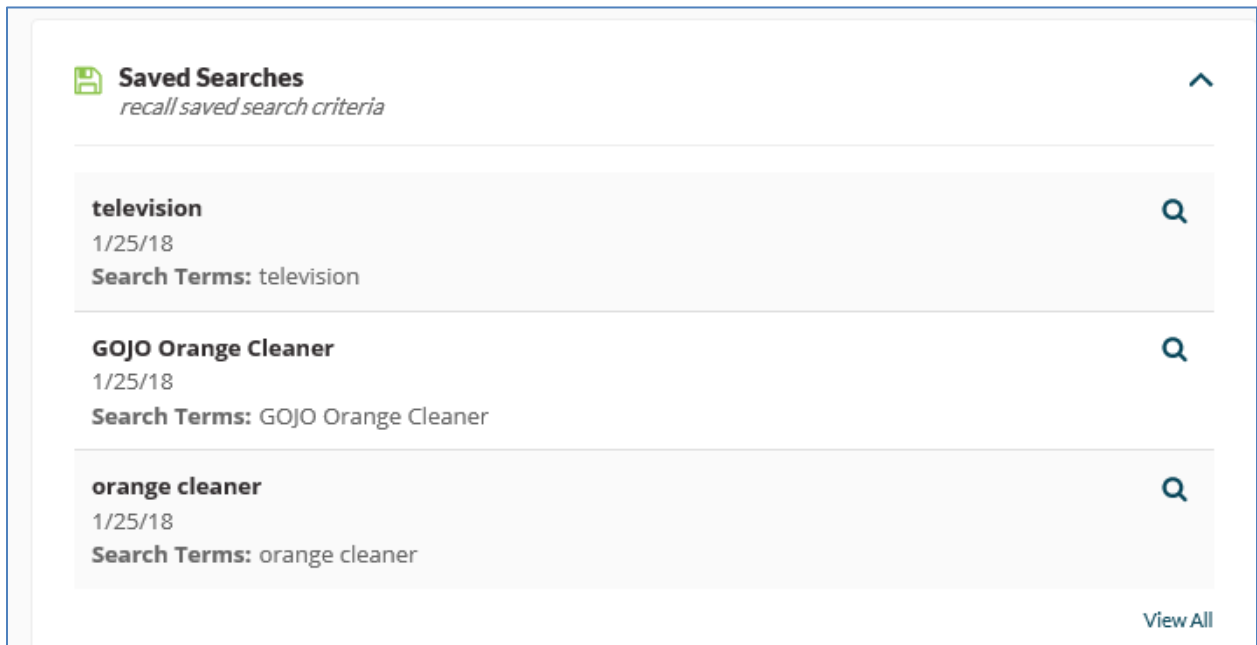 Saved Searches
recall saved search criteria
television
1/25/18
Search Terms: television
GOJO Orange Cleaner
1/25/18
Search Terms: GOJO Orange Cleaner
orange cleaner
1/25/18
Search Terms: orange cleaner
View All